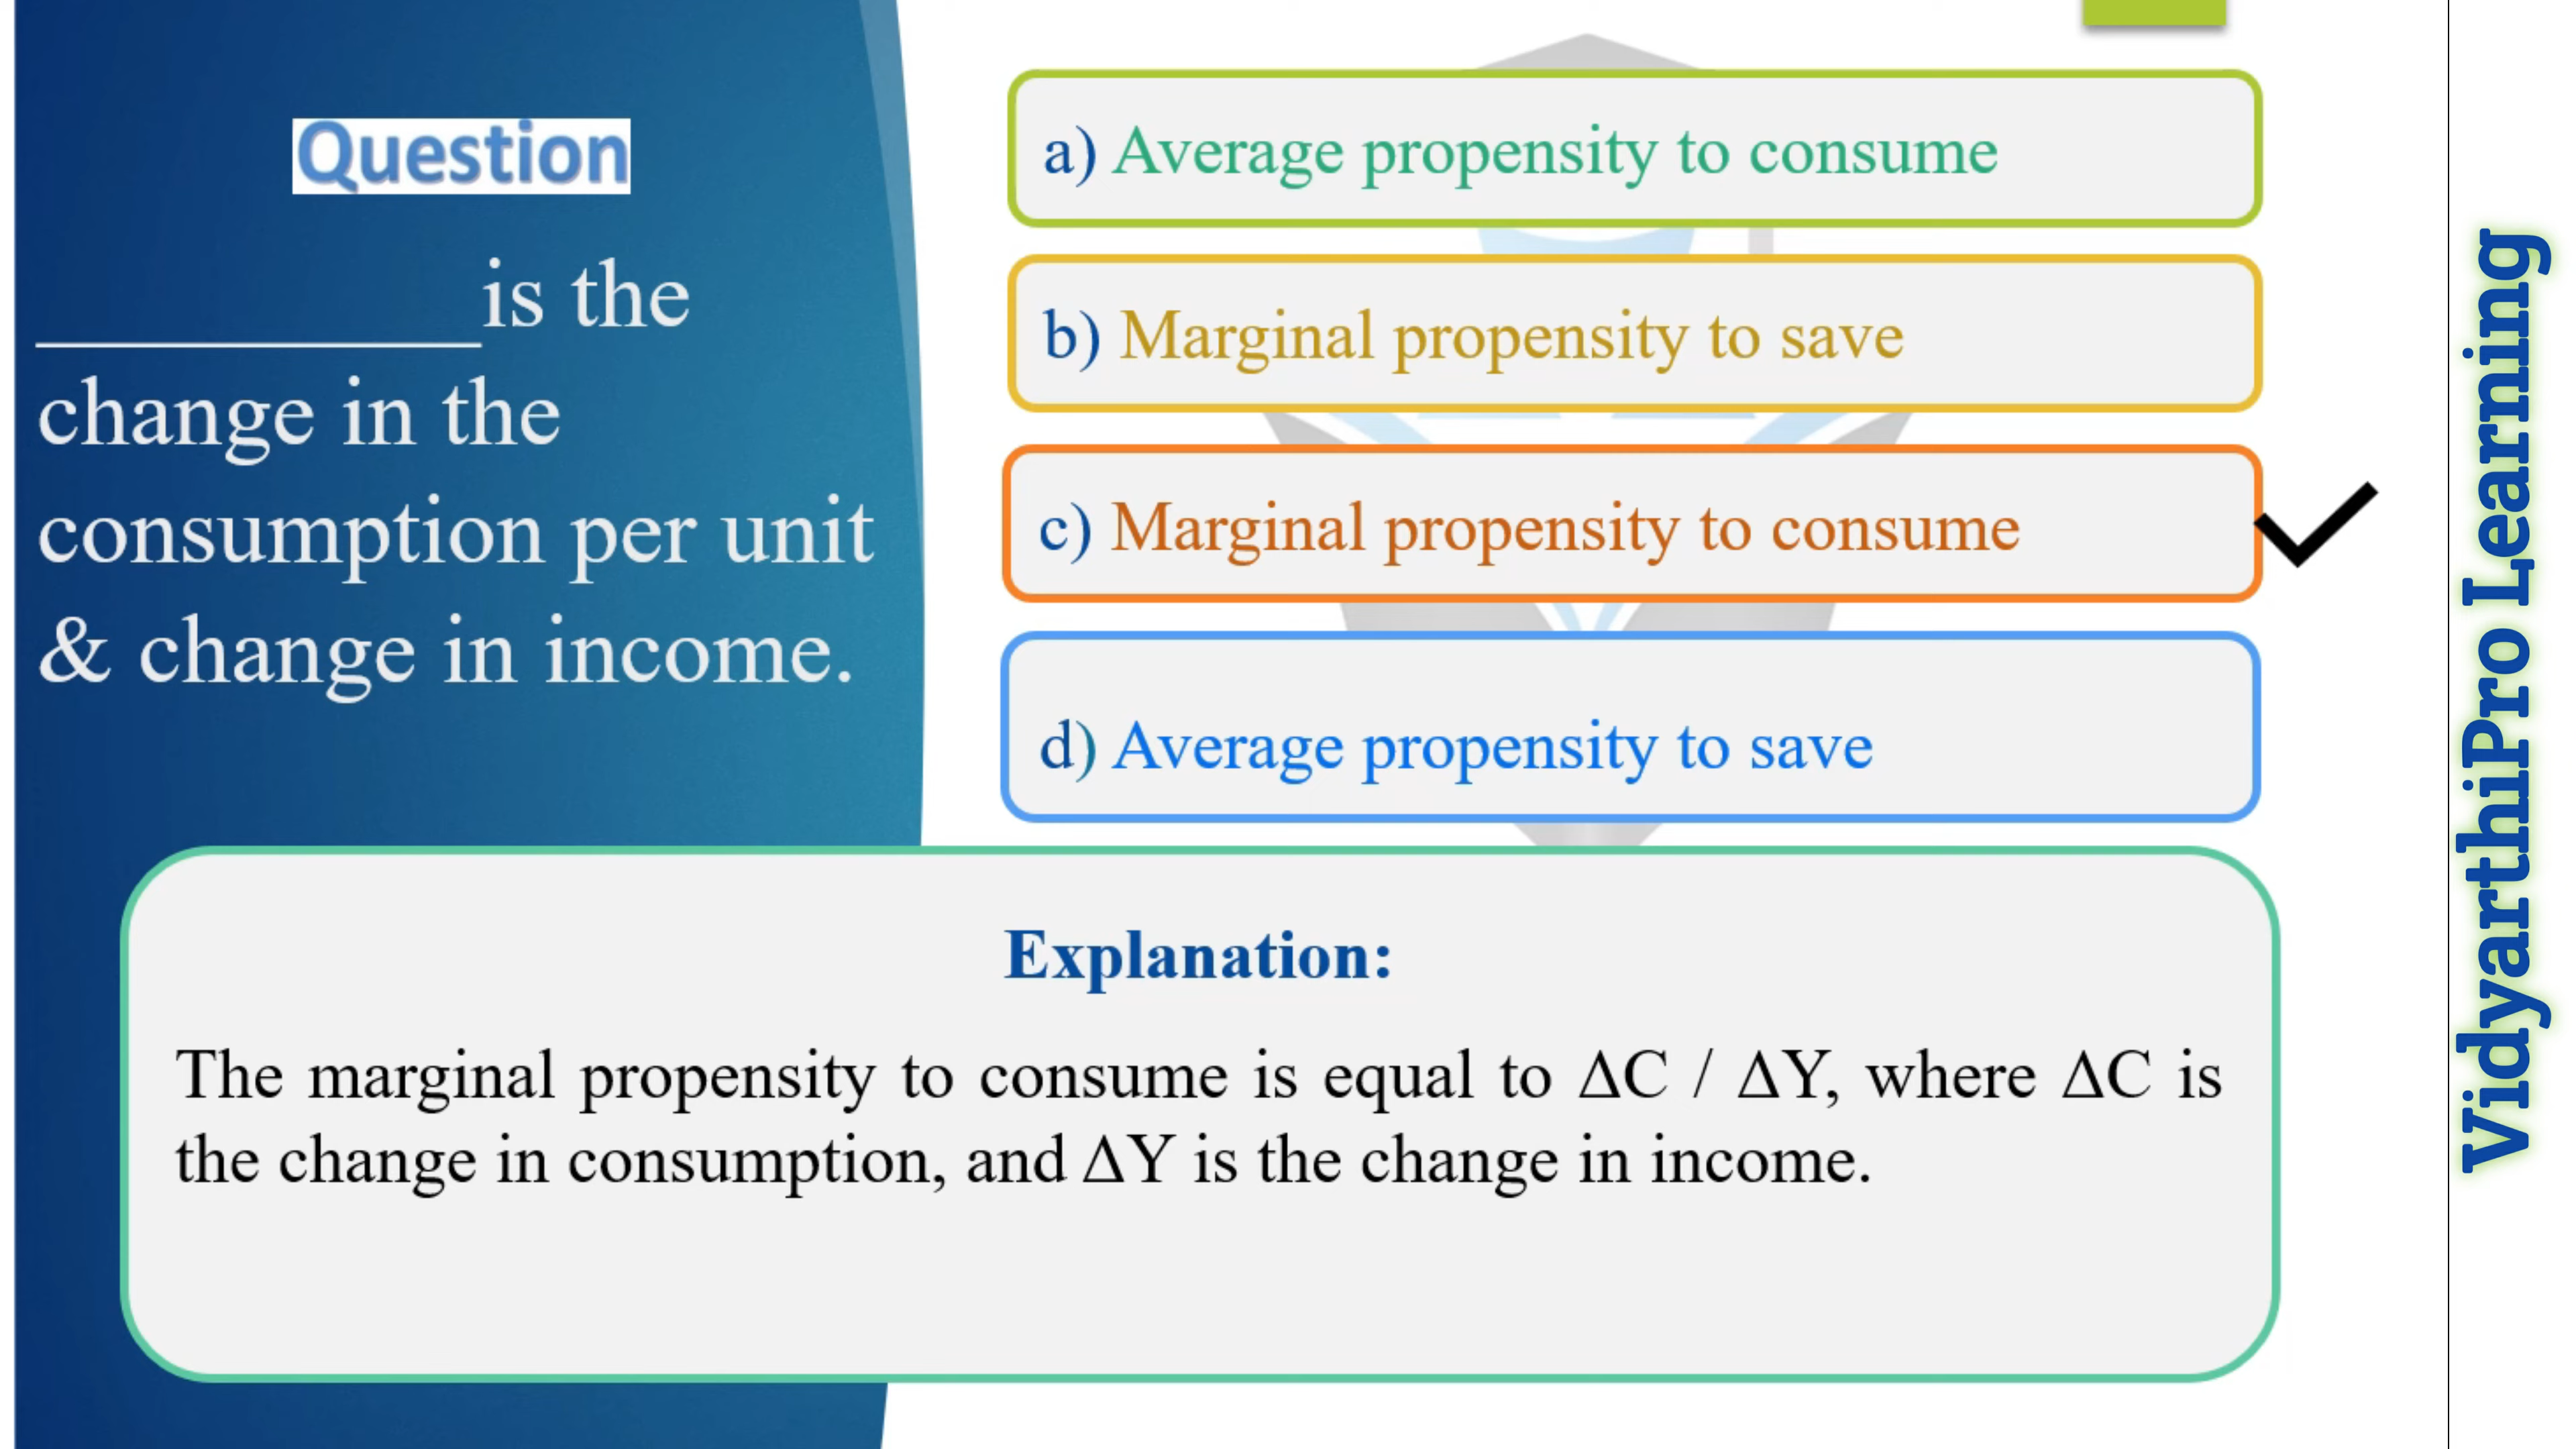 Question
____________is the
change in the
consumption per unit
& change in income.
a) Average propensity to consume
b) Marginal propensity to save
c) Marginal propensity to consume
d) Average propensity to save
Explanation:
The marginal propensity to consume is equal to ΔC / ΔY, where ΔC is
the change in consumption, and ΔY is the change in income.
VidyarthiPro Learning